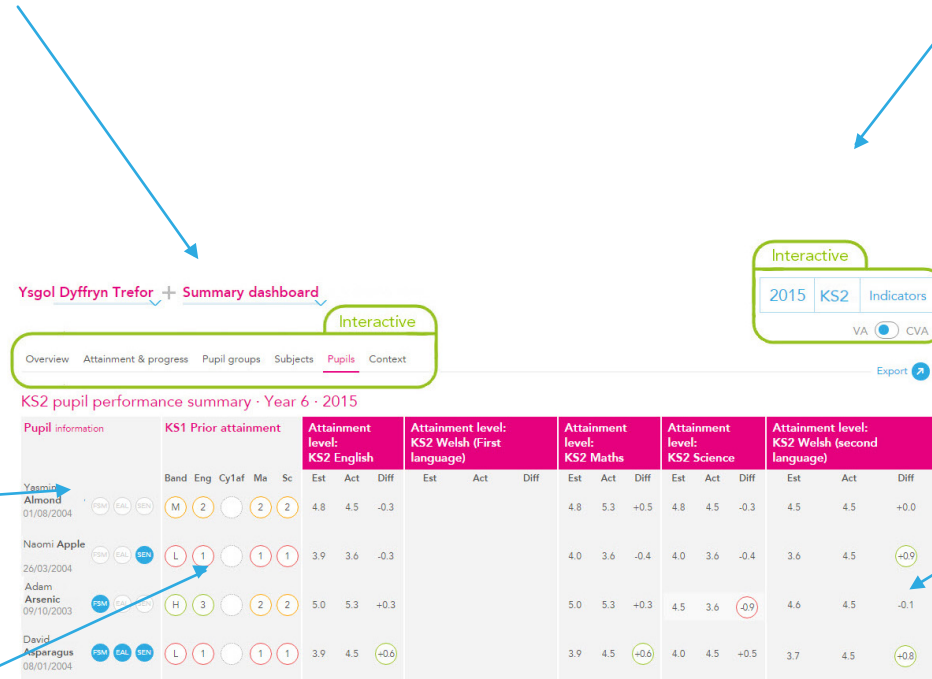 Interactive
2015 KS2 Indicators
VA CVA
Ysgol Dyffryn Trefor + Summary dashboard
Interactive
Overview Attainment & progress Pupil groups Subjects Pupils Context
Export
KS2 pupil performance summary · Year 6 · 2015
Pupil information KS1 Prior attainment Attainment level: KS2 English Attainment level: KS2 Welsh (First language) Attainment level: KS2 Maths Attainment level: KS2 Science Attainment level: KS2 Welsh (second language)
Band Eng Cy1af Ma Sc Est Act Diff Est Act Diff Est Act Diff Est Act Diff Est Act Diff
Yasmin
Almond FSM EAL SEN M 2 2 2 4.8 4.5 -0.3 4.8 5.3 +0.5 4.8 4.5 -0.3 4.5 4.5 +0.0
01/08/2004
Naomi Apple FSM EAL SEN L 1 1 1 3.9 3.6 -0.3 4.0 3.6 -0.4 4.0 3.6 -0.4 3.6 4.5 +0.9
26/03/2004
Adam
Arsenic FSM EAL SEN H 3 2 2 5.0 5.3 +0.3 5.0 5.3 +0.3 4.5 3.6 -0.9 4.6 4.5 -0.1
09/10/2003
David
Asparagus FSM EAL SEN L 1 1 1 3.9 4.5 +0.6 3.9 4.5 +0.6 4.0 4.5 +0.5 3.7 4.5 +0.8
08/01/2004